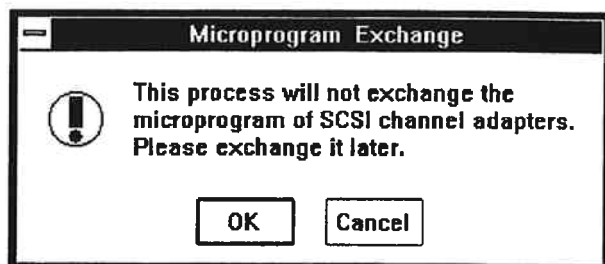 Microprogram Exchange
This process will not exchange the
microprogram of SCSI channel adapters.
Please exchange it later.
OK
Cancel